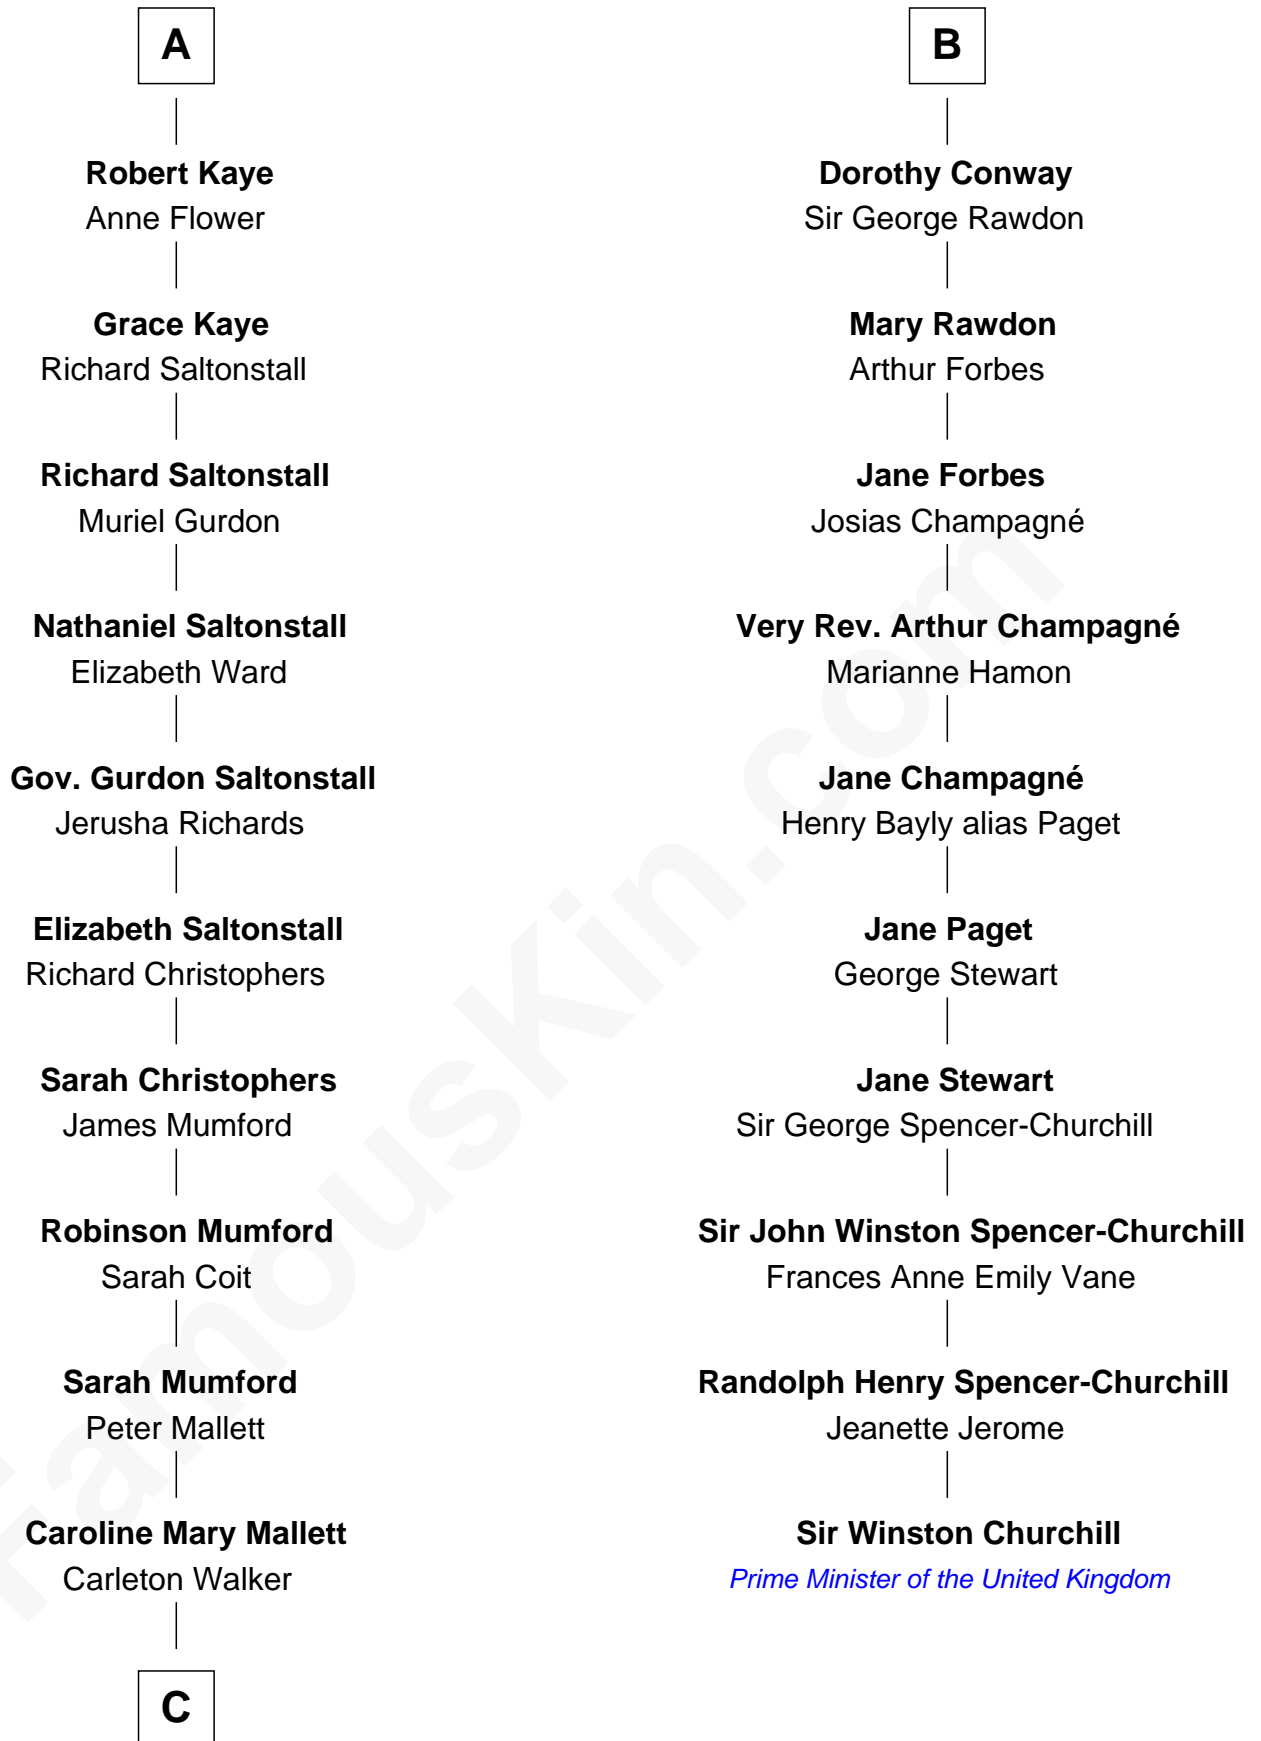 A
Robert Kaye
Anne Flower
Grace Kaye
Richard Saltonstall
Richard Saltonstall
Muriel Gurdon
Nathaniel Saltonstall
Elizabeth Ward
Gov. Gurdon Saltonstall
Jerusha Richards
Elizabeth Saltonstall
Richard Christophers
Sarah Christophers
James Mumford
Robinson Mumford
Sarah Coit
Sarah Mumford
Peter Mallett
Caroline Mary Mallett
Carleton Walker
C
B
Dorothy Conway
Sir George Rawdon
Mary Rawdon
Arthur Forbes
Jane Forbes
Josias Champagné
Very Rev. Arthur Champagné
Marianne Hamon
Jane Champagné
Henry Bayly alias Paget
Jane Paget
George Stewart
Jane Stewart
Sir George Spencer-Churchill
Sir John Winston Spencer-Churchill
Frances Anne Emily Vane
Randolph Henry Spencer-Churchill
Jeanette Jerome
Sir Winston Churchill
Prime Minister of the United Kingdom
FamousKin.com